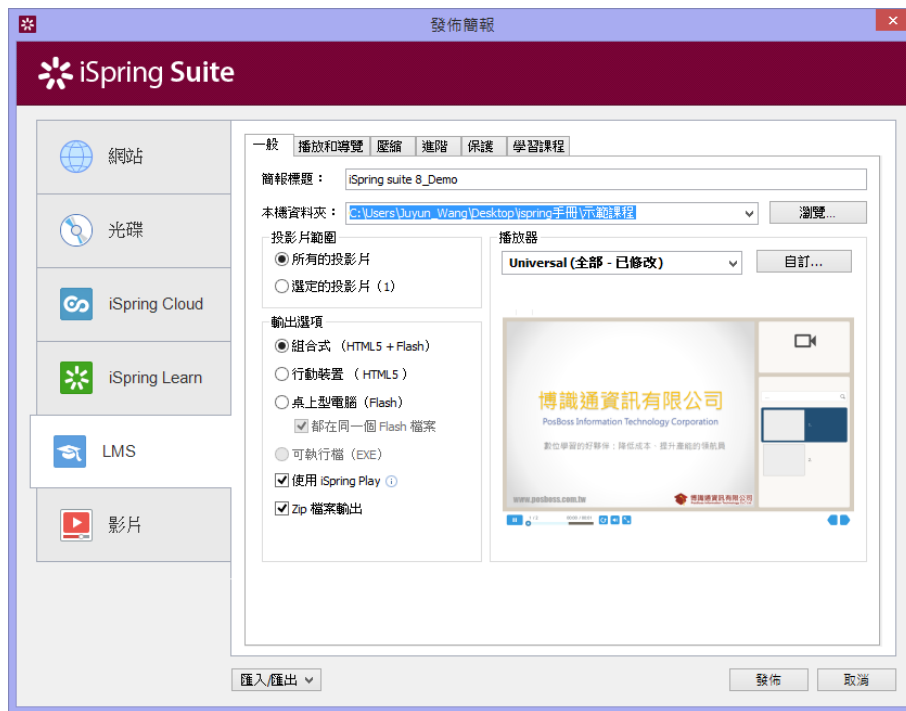 發佈簡報
iSpring Suite
網站
光碟
iSpring Cloud
iSpring Learn
LMS
影片
一般 播放和導覽 壓縮 進階 保護 學習課程
簡報標題： iSpring suite 8_Demo
本機資料夾： C:\Users\Juyun_Wang\Desktop\ispring手冊\示範課程 瀏覽...
投影片範圍
所有的投影片
選定的投影片（1）
輸出選項
組合式 （HTML5 + Flash）
行動裝置 （ HTML5 ）
桌上型電腦（Flash）
都在同一個 Flash 檔案
可執行檔（EXE）
使用 iSpring Play
Zip 檔案輸出
播放器
Universal (全部 - 已修改) 自訂...
博識通資訊有限公司
PosBoss Information Technology Corporation
數位學習的好夥伴：降低成本、提升產能的領航員
www.posboss.com.tw 博識通資訊有限公司
匯入/匯出 發佈 取消